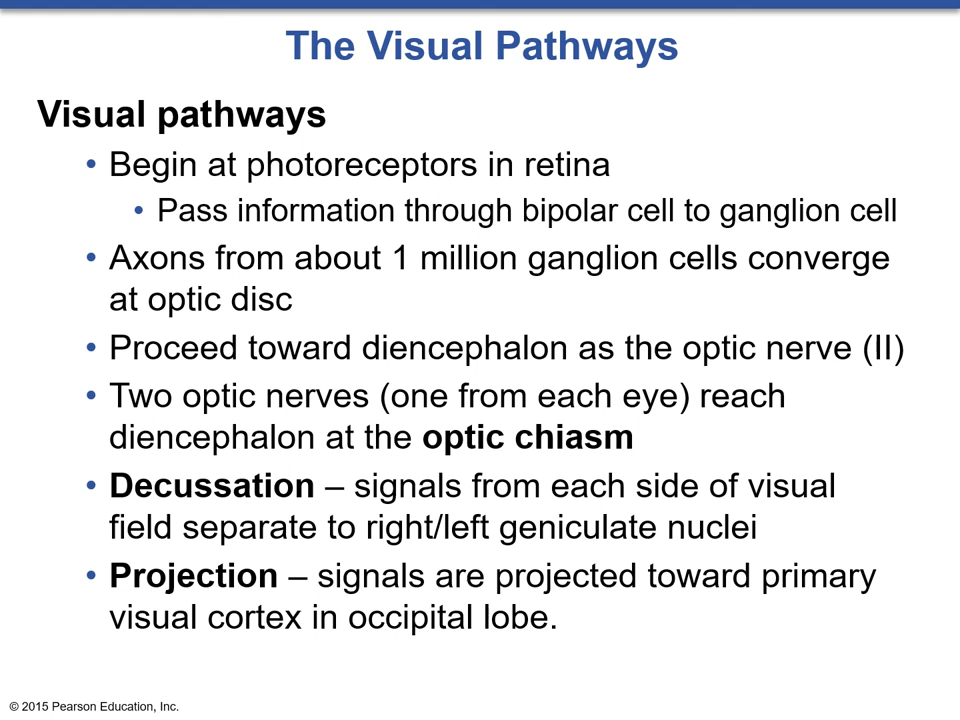 The Visual Pathways
Visual pathways
• Begin at photoreceptors in retina
• Pass information through bipolar cell to ganglion cell
• Axons from about 1 million ganglion cells converge
at optic disc
• Proceed toward diencephalon as the optic nerve (II)
• Two optic nerves (one from each eye) reach
diencephalon at the optic chiasm
• Decussation – signals from each side of visual
field separate to right/left geniculate nuclei
• Projection – signals are projected toward primary
visual cortex in occipital lobe.
© 2015 Pearson Education, Inc.